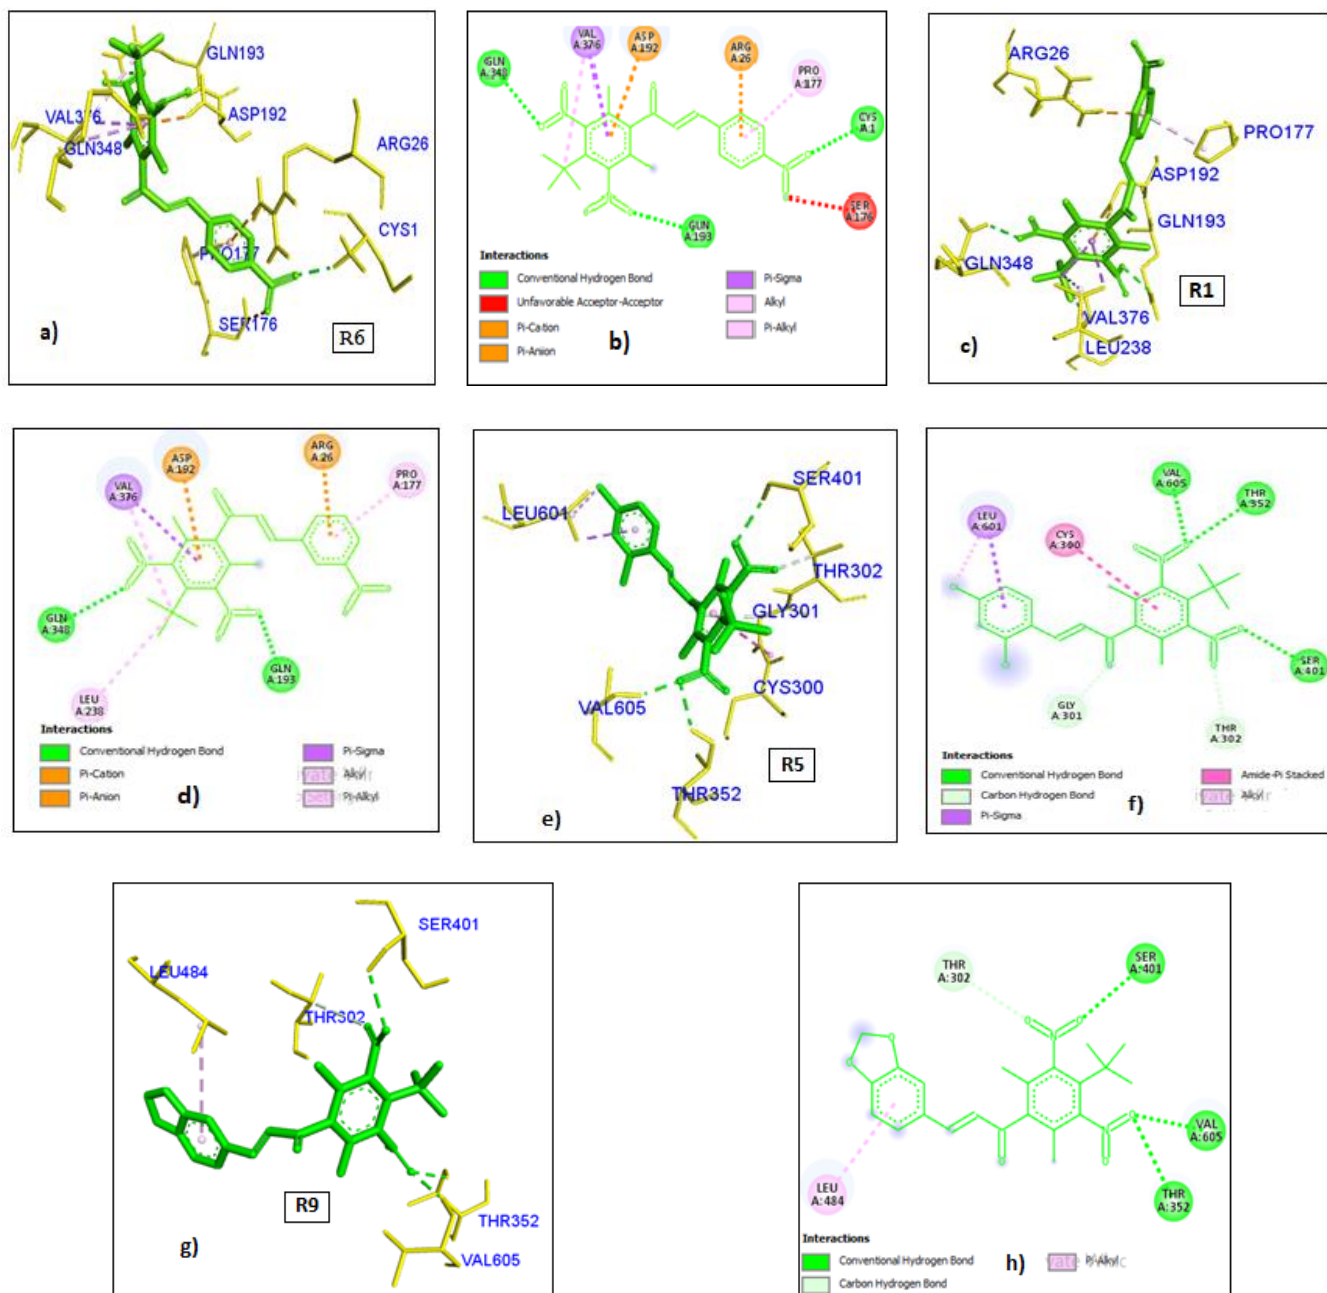 GLN193
VAL376
ASP192
GLN348
ARG26
CYS1
PRO177
SER176
a)
R6
VAL
A:376
ASP
A:192
GLN
A:348
ARG
A:26
PRO
A:177
CYS
A:1
SER
A:176
GLN
A:193
Interactions
Conventional Hydrogen Bond
Unfavorable Acceptor-Acceptor
Pi-Cation
Pi-Anion
Pi-Sigma
Alkyl
Pi-Alkyl
b)
ARG26
PRO177
ASP192
GLN193
GLN348
R1
VAL376
c)
LEU238
ASP
A:192
ARG
A:26
VAL
A:376
PRO
A:177
GLN
A:348
GLN
A:193
LEU
A:238
Interactions
Conventional Hydrogen Bond
Pi-Cation
Pi-Anion
Pi-Sigma
Alkyl
Pi-Alkyl
d)
SER401
LEU601
THR302
GLY301
CYS300
VAL605
R5
THR352
e)
VAL
A:605
THR
A:352
LEU
A:601
CYS
A:300
SER
A:401
GLY
A:301
THR
A:302
Interactions
Conventional Hydrogen Bond
Carbon Hydrogen Bond
Pi-Sigma
Amide-Pi Stacked
Alkyl
f)
SER401
LEU484
THR302
R9
THR352
g)
VAL605
THR
A:302
SER
A:401
VAL
A:605
LEU
A:484
THR
A:352
Interactions
Conventional Hydrogen Bond
Carbon Hydrogen Bond
Pi-Alkyl
h)